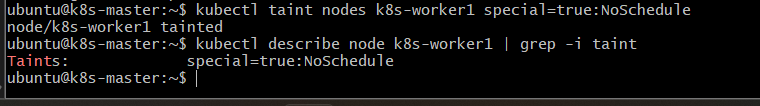 ubuntu@k8s-master:~$ kubectl taint nodes k8s-worker1 special=true:NoSchedule
node/k8s-worker1 tainted
ubuntu@k8s-master:~$ kubectl describe node k8s-worker1 | grep -i taint
Taints:             special=true:NoSchedule
ubuntu@k8s-master:~$